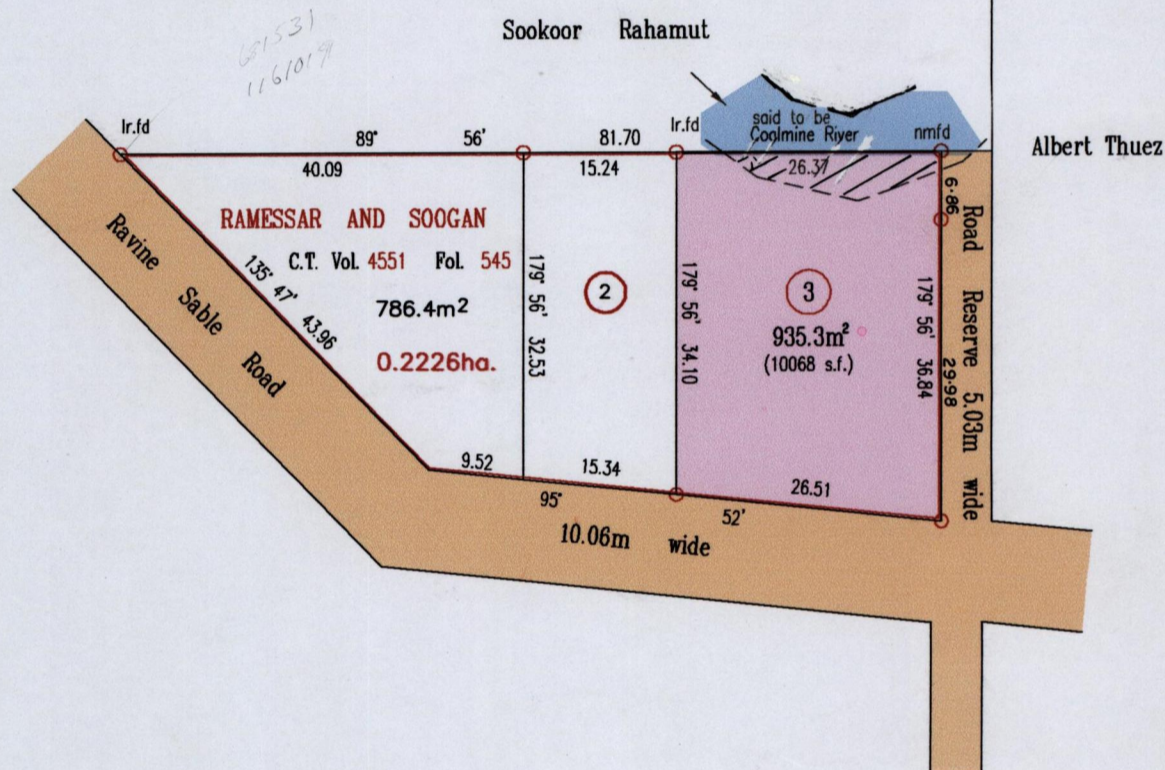 Sookoor Rahamut
1161019
said to be
Coolmine River
Ir.fd
89° 56' 81.70
Ir.fd
nmfd
Albert Thuez
40.09
15.24
26.37
6.86
RAMESSAR AND SOOGAN
C.T. Vol. 4551 Fol. 545
786.4m²
0.2226ha.
135° 47' 43.96
Ravine Sable Road
179° 56' 32.53
2
179° 56' 34.10
3
935.3m²
(10068 s.f.)
179° 56' 36.84
29.98
Road Reserve 5.03m wide
9.52
15.34
26.51
95° 52'
10.06m wide